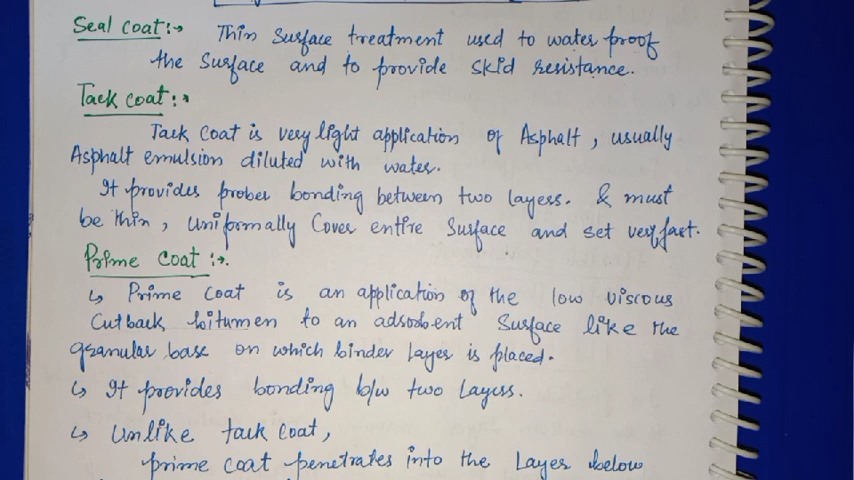 Seal coat:→ Thin surface treatment used to water proof
the surface and to provide skid resistance.
Tack coat:→
Tack coat is very light application of Asphalt, usually
Asphalt emulsion diluted with water.
It provides prober bonding between two layers. & must
be thin, uniformally cover entire surface and set very fast.
Prime coat :→.
↳ Prime coat is an application of the low viscous
Cutback bitumen to an adsorbent surface like the
granular base on which binder layer is placed.
↳ It provides bonding b/w two layers.
↳ Unlike tack coat,
prime coat penetrates into the layer below